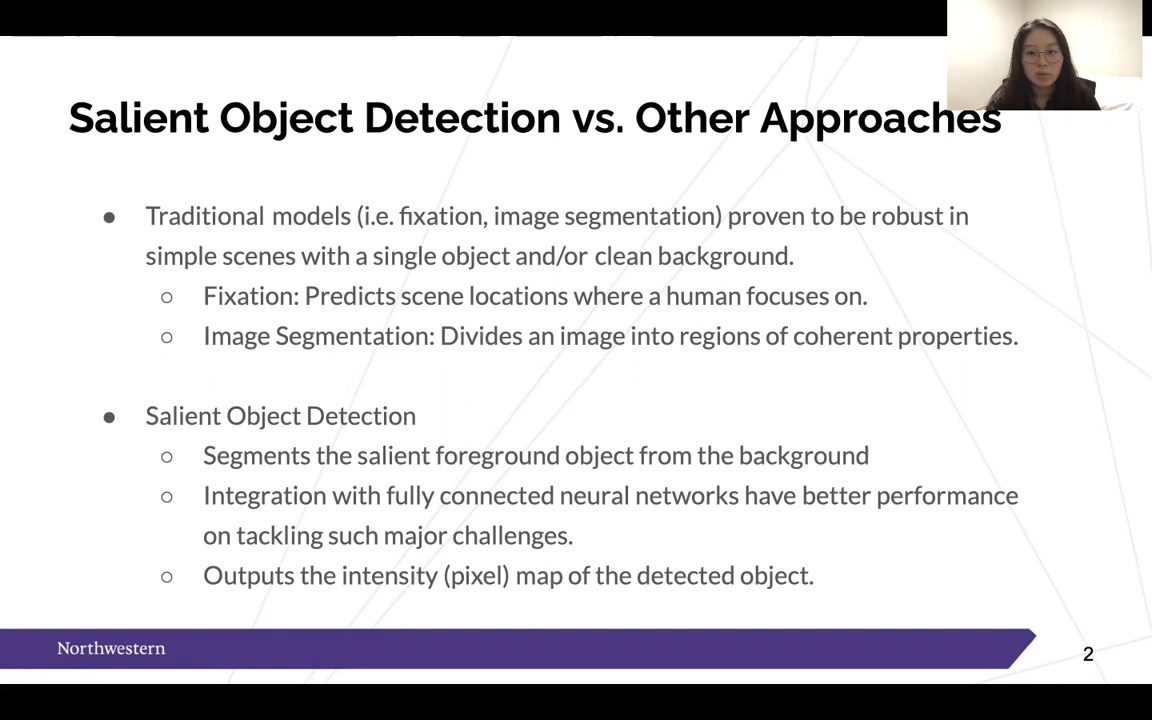 Salient Object Detection vs. Other Approaches
● Traditional models (i.e. fixation, image segmentation) proven to be robust in
simple scenes with a single object and/or clean background.
○ Fixation: Predicts scene locations where a human focuses on.
○ Image Segmentation: Divides an image into regions of coherent properties.
● Salient Object Detection
○ Segments the salient foreground object from the background
○ Integration with fully connected neural networks have better performance
on tackling such major challenges.
○ Outputs the intensity (pixel) map of the detected object.
Northwestern
2